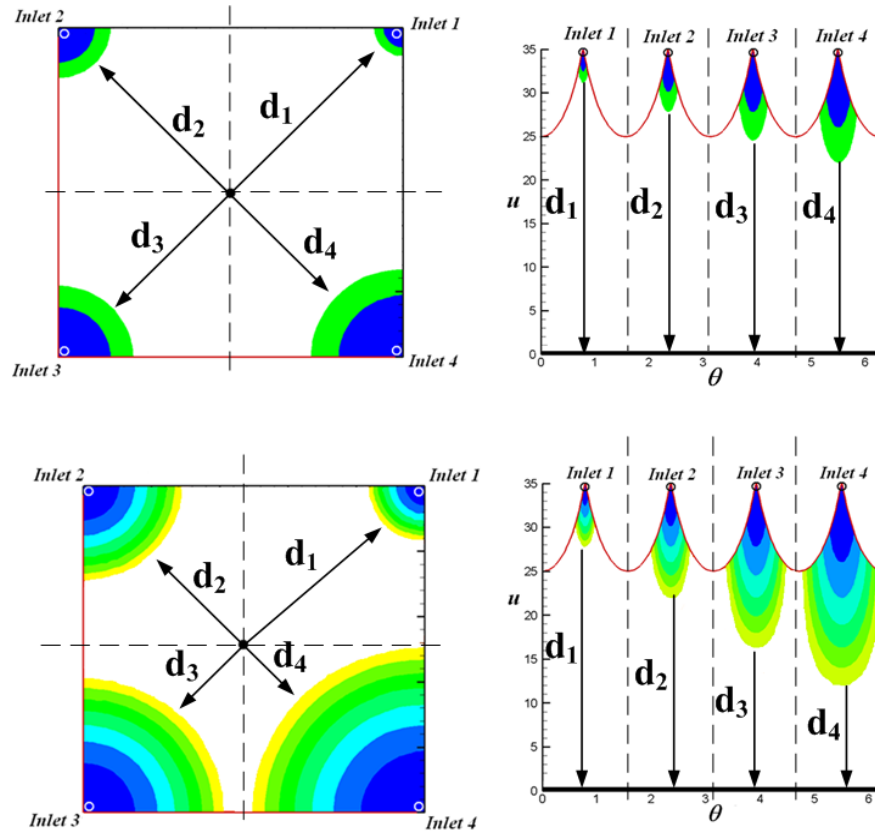 Inlet 2
Inlet 1
d2
d1
d3
d4
Inlet 3
Inlet 4
Inlet 1
Inlet 2
Inlet 3
Inlet 4
35
30
25
20
15
10
5
0
u
d1
d2
d3
d4
0 1 2 3 4 5 6
θ
Inlet 2
Inlet 1
d2
d1
d3
d4
Inlet 3
Inlet 4
Inlet 1
Inlet 2
Inlet 3
Inlet 4
35
30
25
20
15
10
5
0
u
d1
d2
d3
d4
0 1 2 3 4 5 6
θ